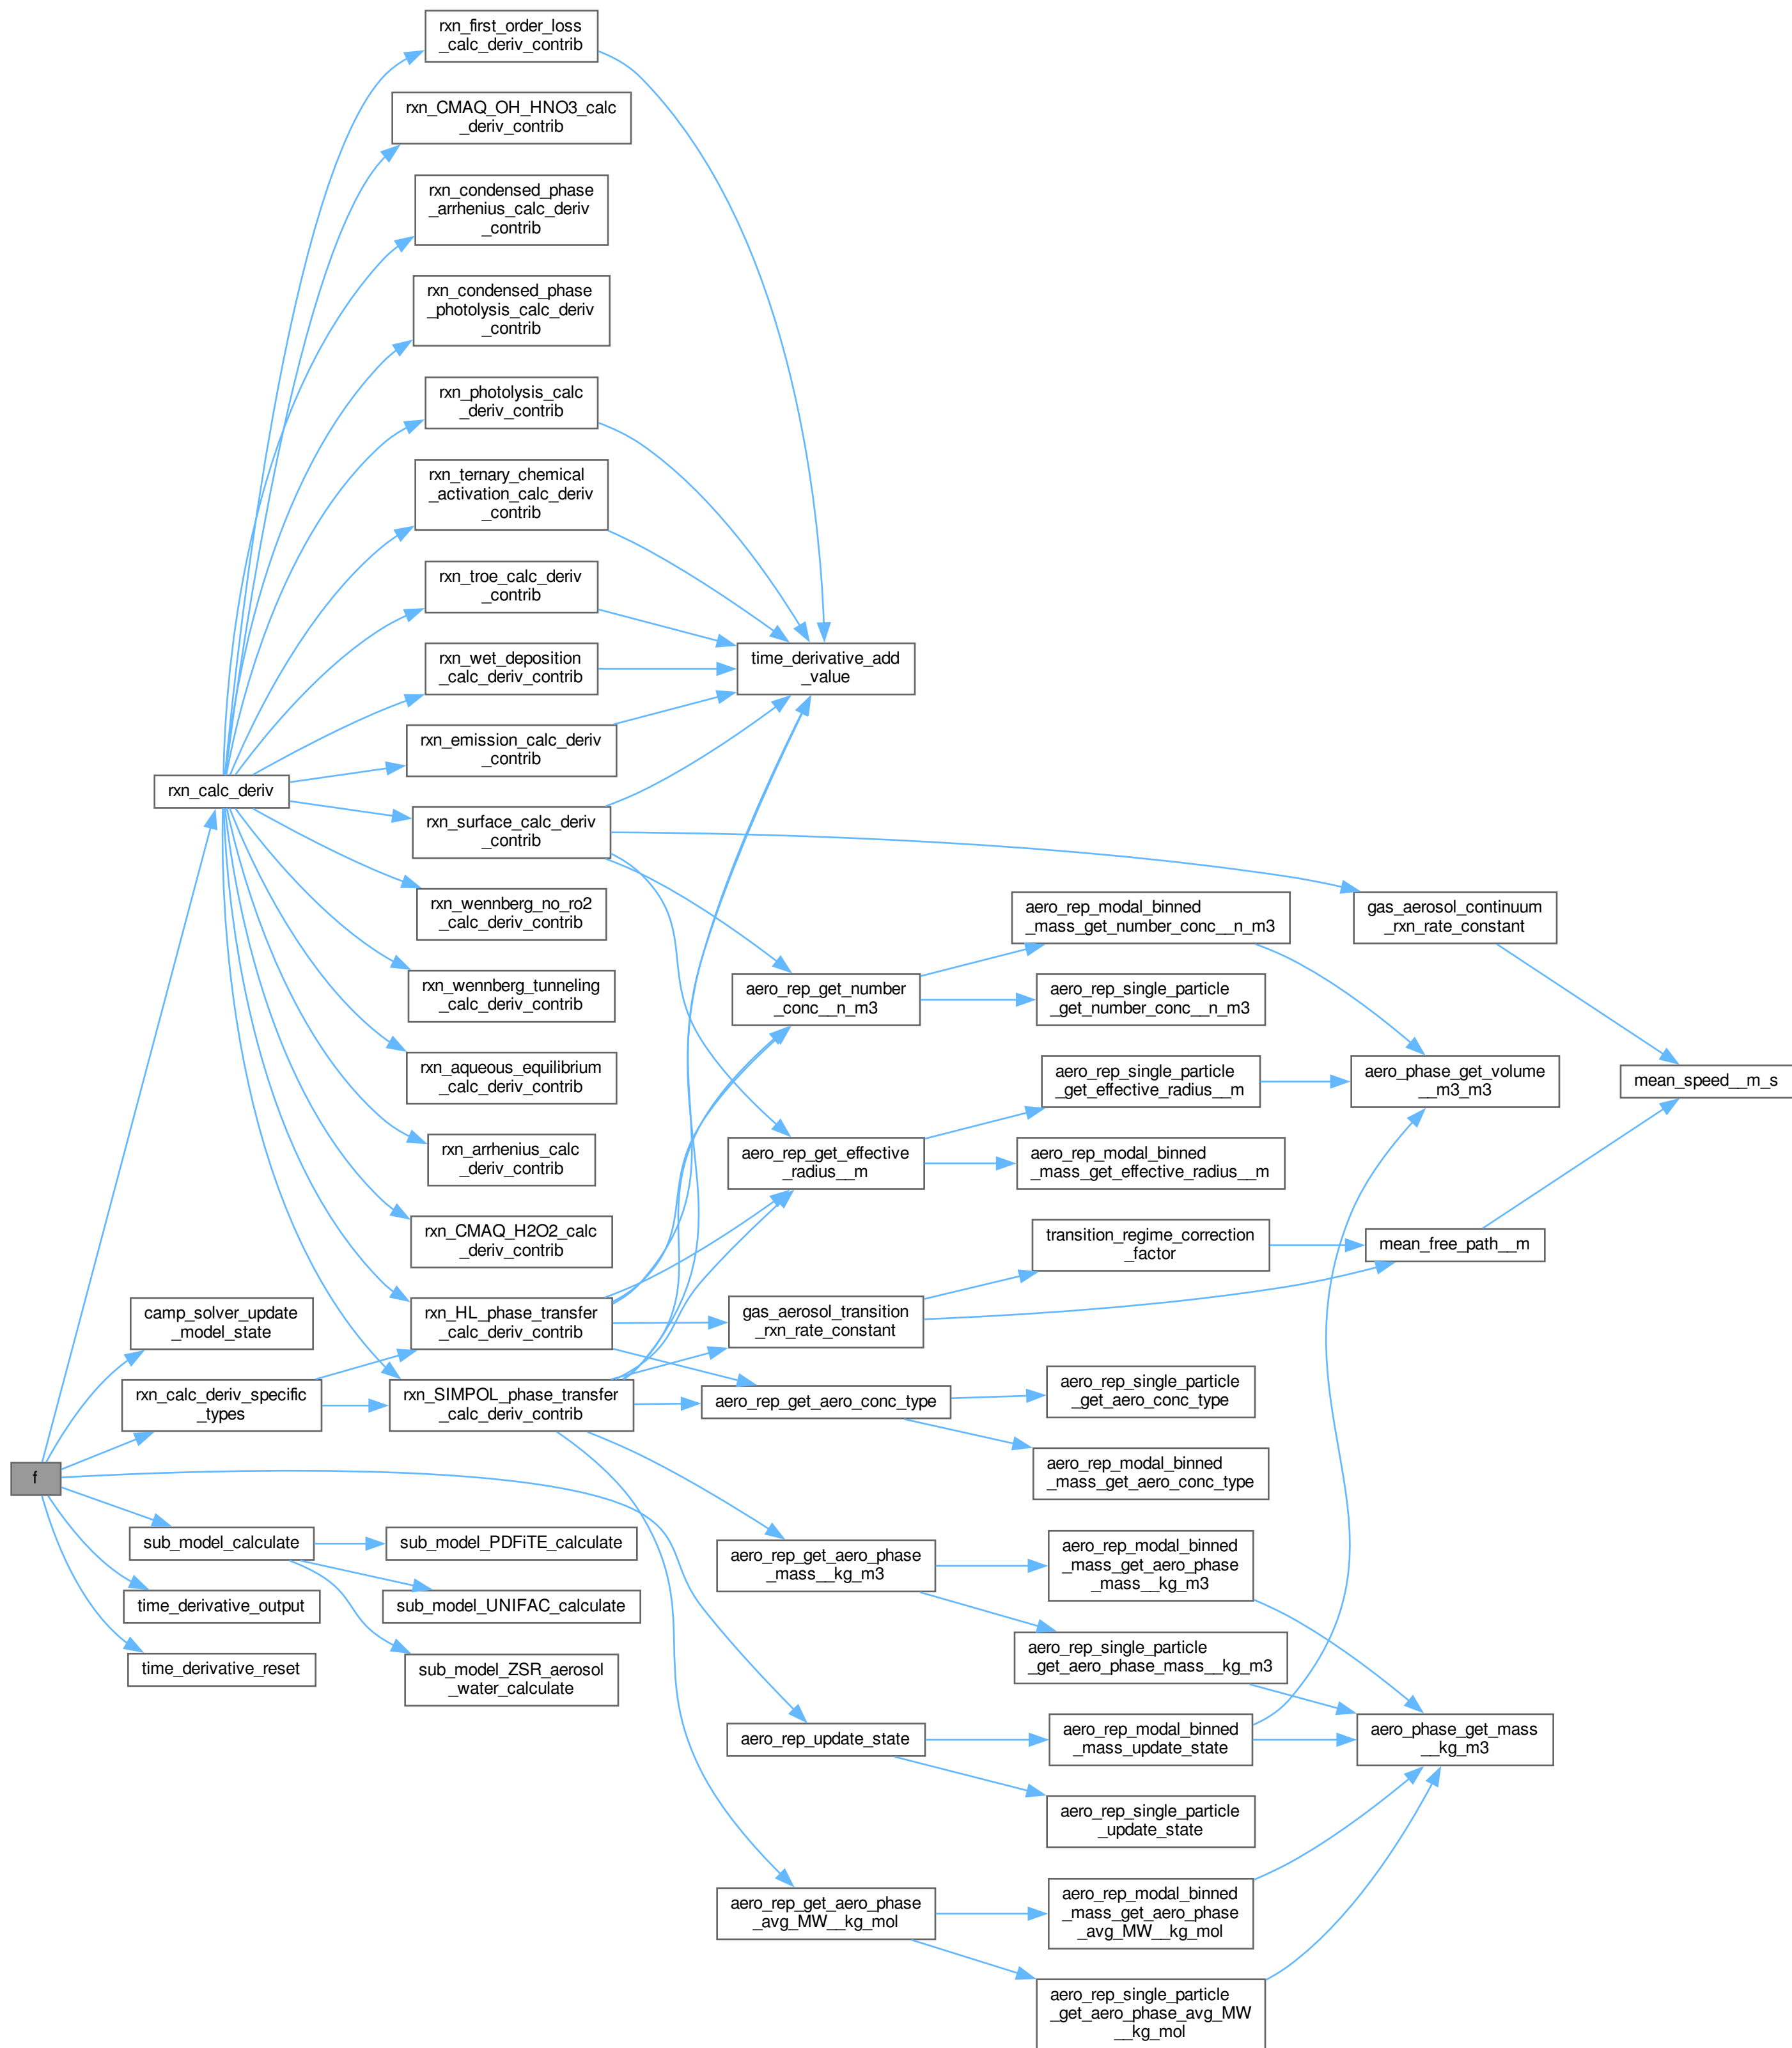 rxn_first_order_loss
_calc_deriv_contrib
rxn_CMAQ_OH_HNO3_calc
_deriv_contrib
rxn_condensed_phase
_arrhenius_calc_deriv
_contrib
rxn_condensed_phase
_photolysis_calc_deriv
_contrib
rxn_photolysis_calc
_deriv_contrib
rxn_ternary_chemical
_activation_calc_deriv
_contrib
rxn_troe_calc_deriv
_contrib
rxn_wet_deposition
_calc_deriv_contrib
time_derivative_add
_value
rxn_emission_calc_deriv
_contrib
rxn_calc_deriv
rxn_surface_calc_deriv
_contrib
rxn_wennberg_no_ro2
_calc_deriv_contrib
aero_rep_modal_binned
_mass_get_number_conc__n_m3
gas_aerosol_continuum
_rxn_rate_constant
rxn_wennberg_tunneling
_calc_deriv_contrib
aero_rep_get_number
_conc__n_m3
aero_rep_single_particle
_get_number_conc__n_m3
rxn_aqueous_equilibrium
_calc_deriv_contrib
aero_rep_single_particle
_get_effective_radius__m
aero_phase_get_volume
__m3_m3
mean_speed__m_s
rxn_arrhenius_calc
_deriv_contrib
aero_rep_get_effective
_radius__m
aero_rep_modal_binned
_mass_get_effective_radius__m
rxn_CMAQ_H2O2_calc
_deriv_contrib
transition_regime_correction
_factor
mean_free_path__m
camp_solver_update
_model_state
rxn_HL_phase_transfer
_calc_deriv_contrib
gas_aerosol_transition
_rxn_rate_constant
rxn_calc_deriv_specific
_types
rxn_SIMPOL_phase_transfer
_calc_deriv_contrib
aero_rep_get_aero_conc_type
aero_rep_single_particle
_get_aero_conc_type
f
aero_rep_modal_binned
_mass_get_aero_conc_type
sub_model_calculate
sub_model_PDFiTE_calculate
aero_rep_get_aero_phase
_mass__kg_m3
aero_rep_modal_binned
_mass_get_aero_phase
_mass__kg_m3
time_derivative_output
sub_model_UNIFAC_calculate
aero_rep_single_particle
_get_aero_phase_mass__kg_m3
time_derivative_reset
sub_model_ZSR_aerosol
_water_calculate
aero_rep_update_state
aero_rep_modal_binned
_mass_update_state
aero_phase_get_mass
__kg_m3
aero_rep_single_particle
_update_state
aero_rep_get_aero_phase
_avg_MW__kg_mol
aero_rep_modal_binned
_mass_get_aero_phase
_avg_MW__kg_mol
aero_rep_single_particle
_get_aero_phase_avg_MW
__kg_mol